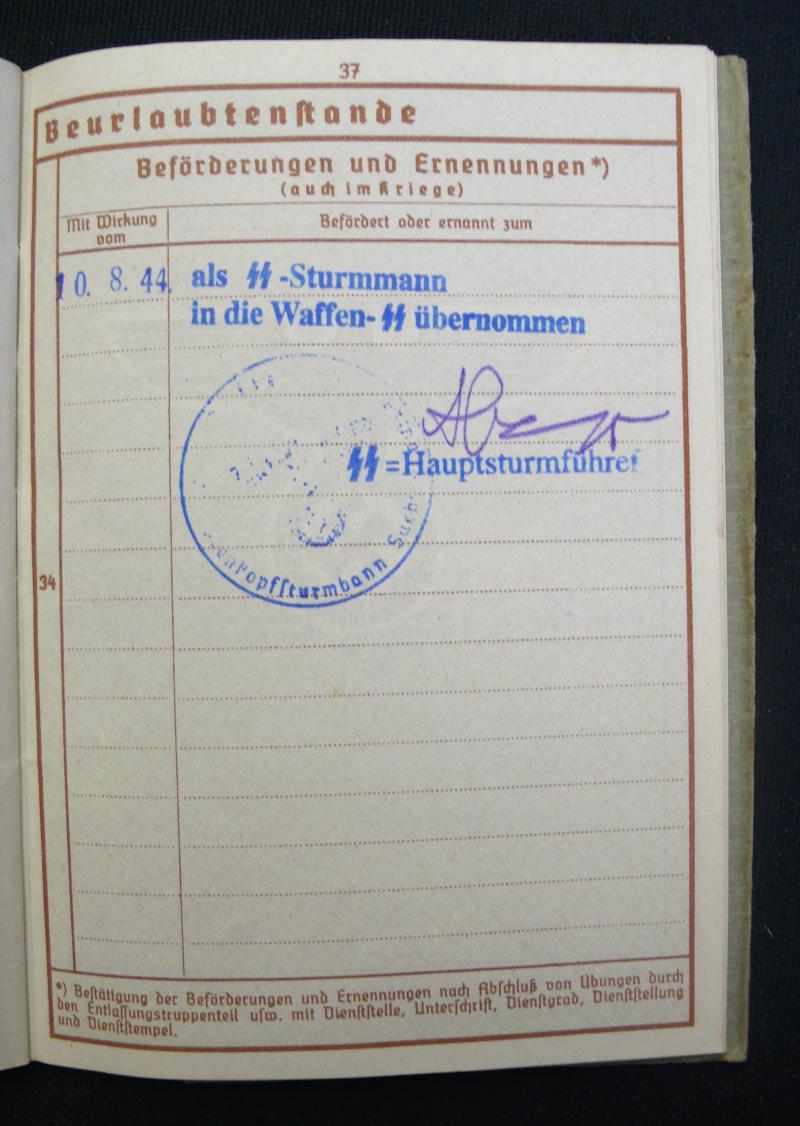 37
Beurlaubtenstande
Beförderungen und Ernennungen*)
(auch im Kriege)
Mit Wirkung
vom
Befördert oder ernannt zum
10. 8. 44. als ᛋᛋ-Sturmmann
in die Waffen-ᛋᛋ übernommen
ᛋᛋ=Hauptsturmführer
34
*) Bestätigung der Beförderungen und Ernennungen nach Abschluß von Übungen durch
den Entlassungstruppenteil usw. mit Dienststelle, Unterschrift, Dienstgrad, Dienststellung
und Dienststempel.